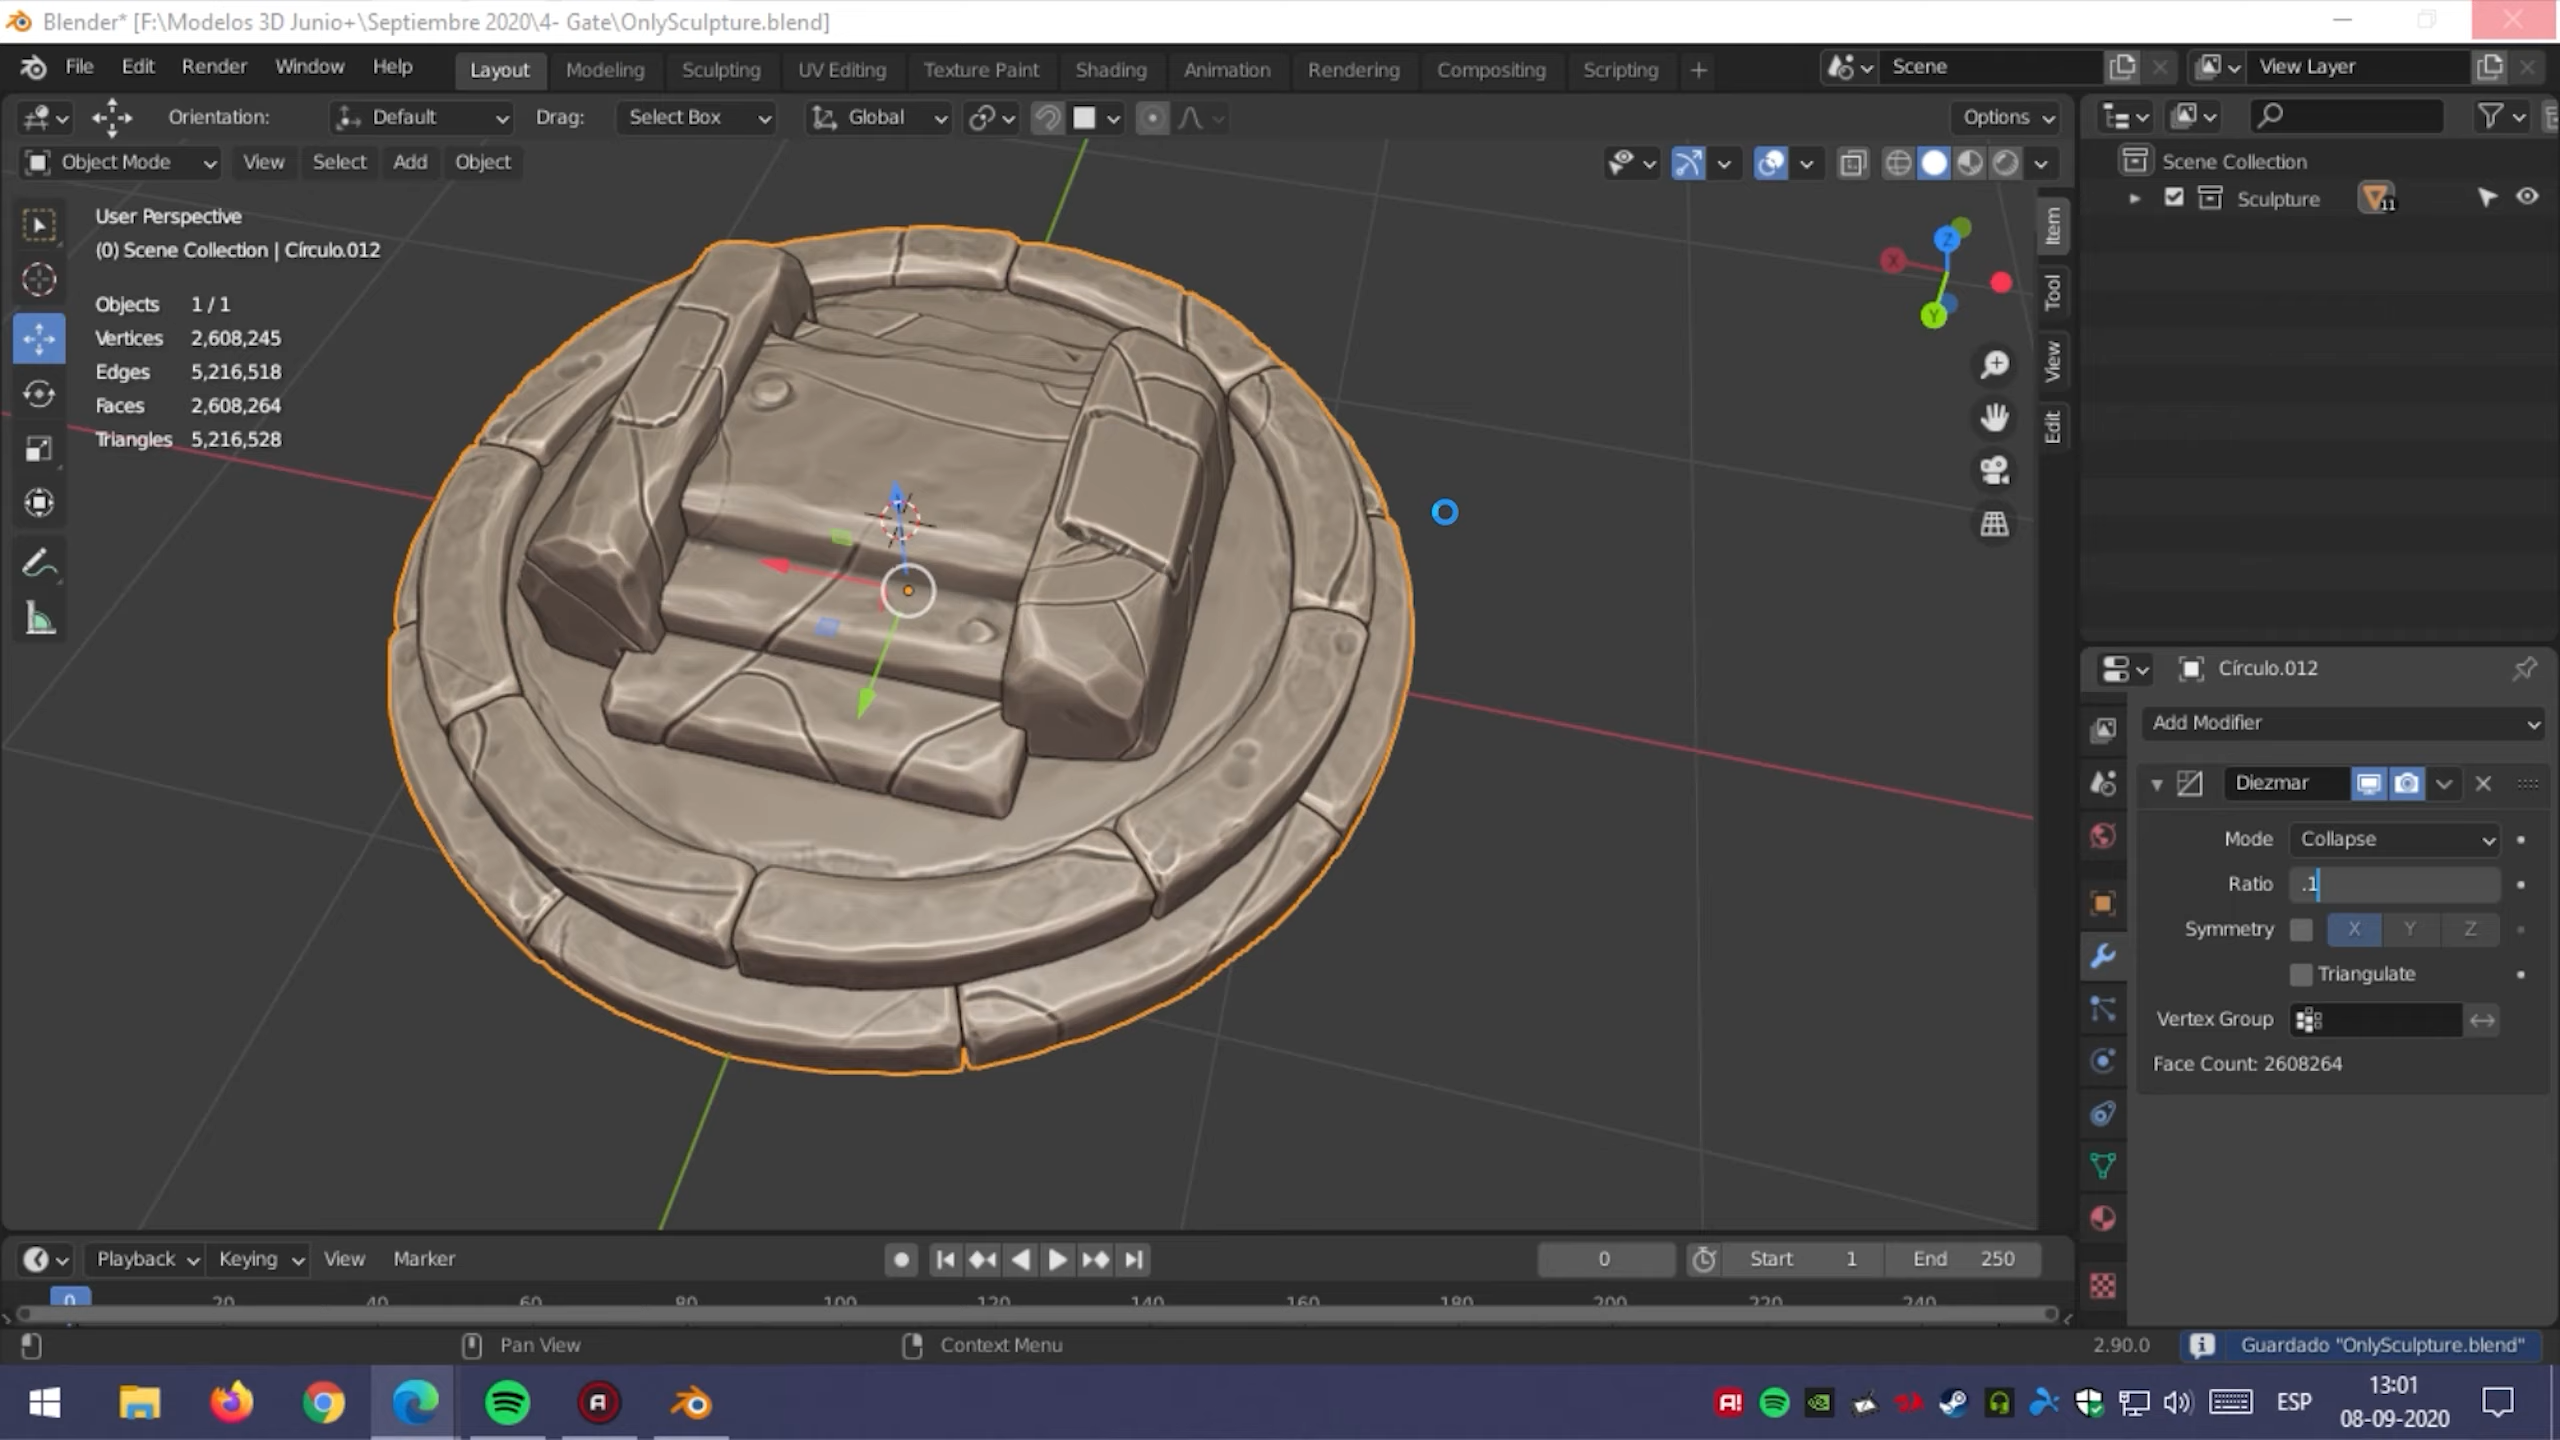 Blender* [F:\Modelos 3D Junio+\Septiembre 2020\4- Gate\OnlySculpture.blend]
File Edit Render Window Help Layout Modeling Sculpting UV Editing Texture Paint Shading Animation Rendering Compositing Scripting + Scene View Layer
Orientation: Default Drag: Select Box Global Options
Object Mode View Select Add Object
Scene Collection
Sculpture 11
User Perspective
(0) Scene Collection | Círculo.012
Objects 1 / 1
Vertices 2,608,245
Edges 5,216,518
Faces 2,608,264
Triangles 5,216,528
X
Y
Z
Item
Tool
View
Edit
Círculo.012
Add Modifier
Diezmar
Mode Collapse
Ratio .1
Symmetry X Y Z
Triangulate
Vertex Group
Face Count: 2608264
Playback Keying View Marker 0 Start 1 End 250
0 20 40 60 80 100 120 140 160 180 200 220 240
Pan View Context Menu 2.90.0 Guardado "OnlySculpture.blend"
ESP
13:01
08-09-2020